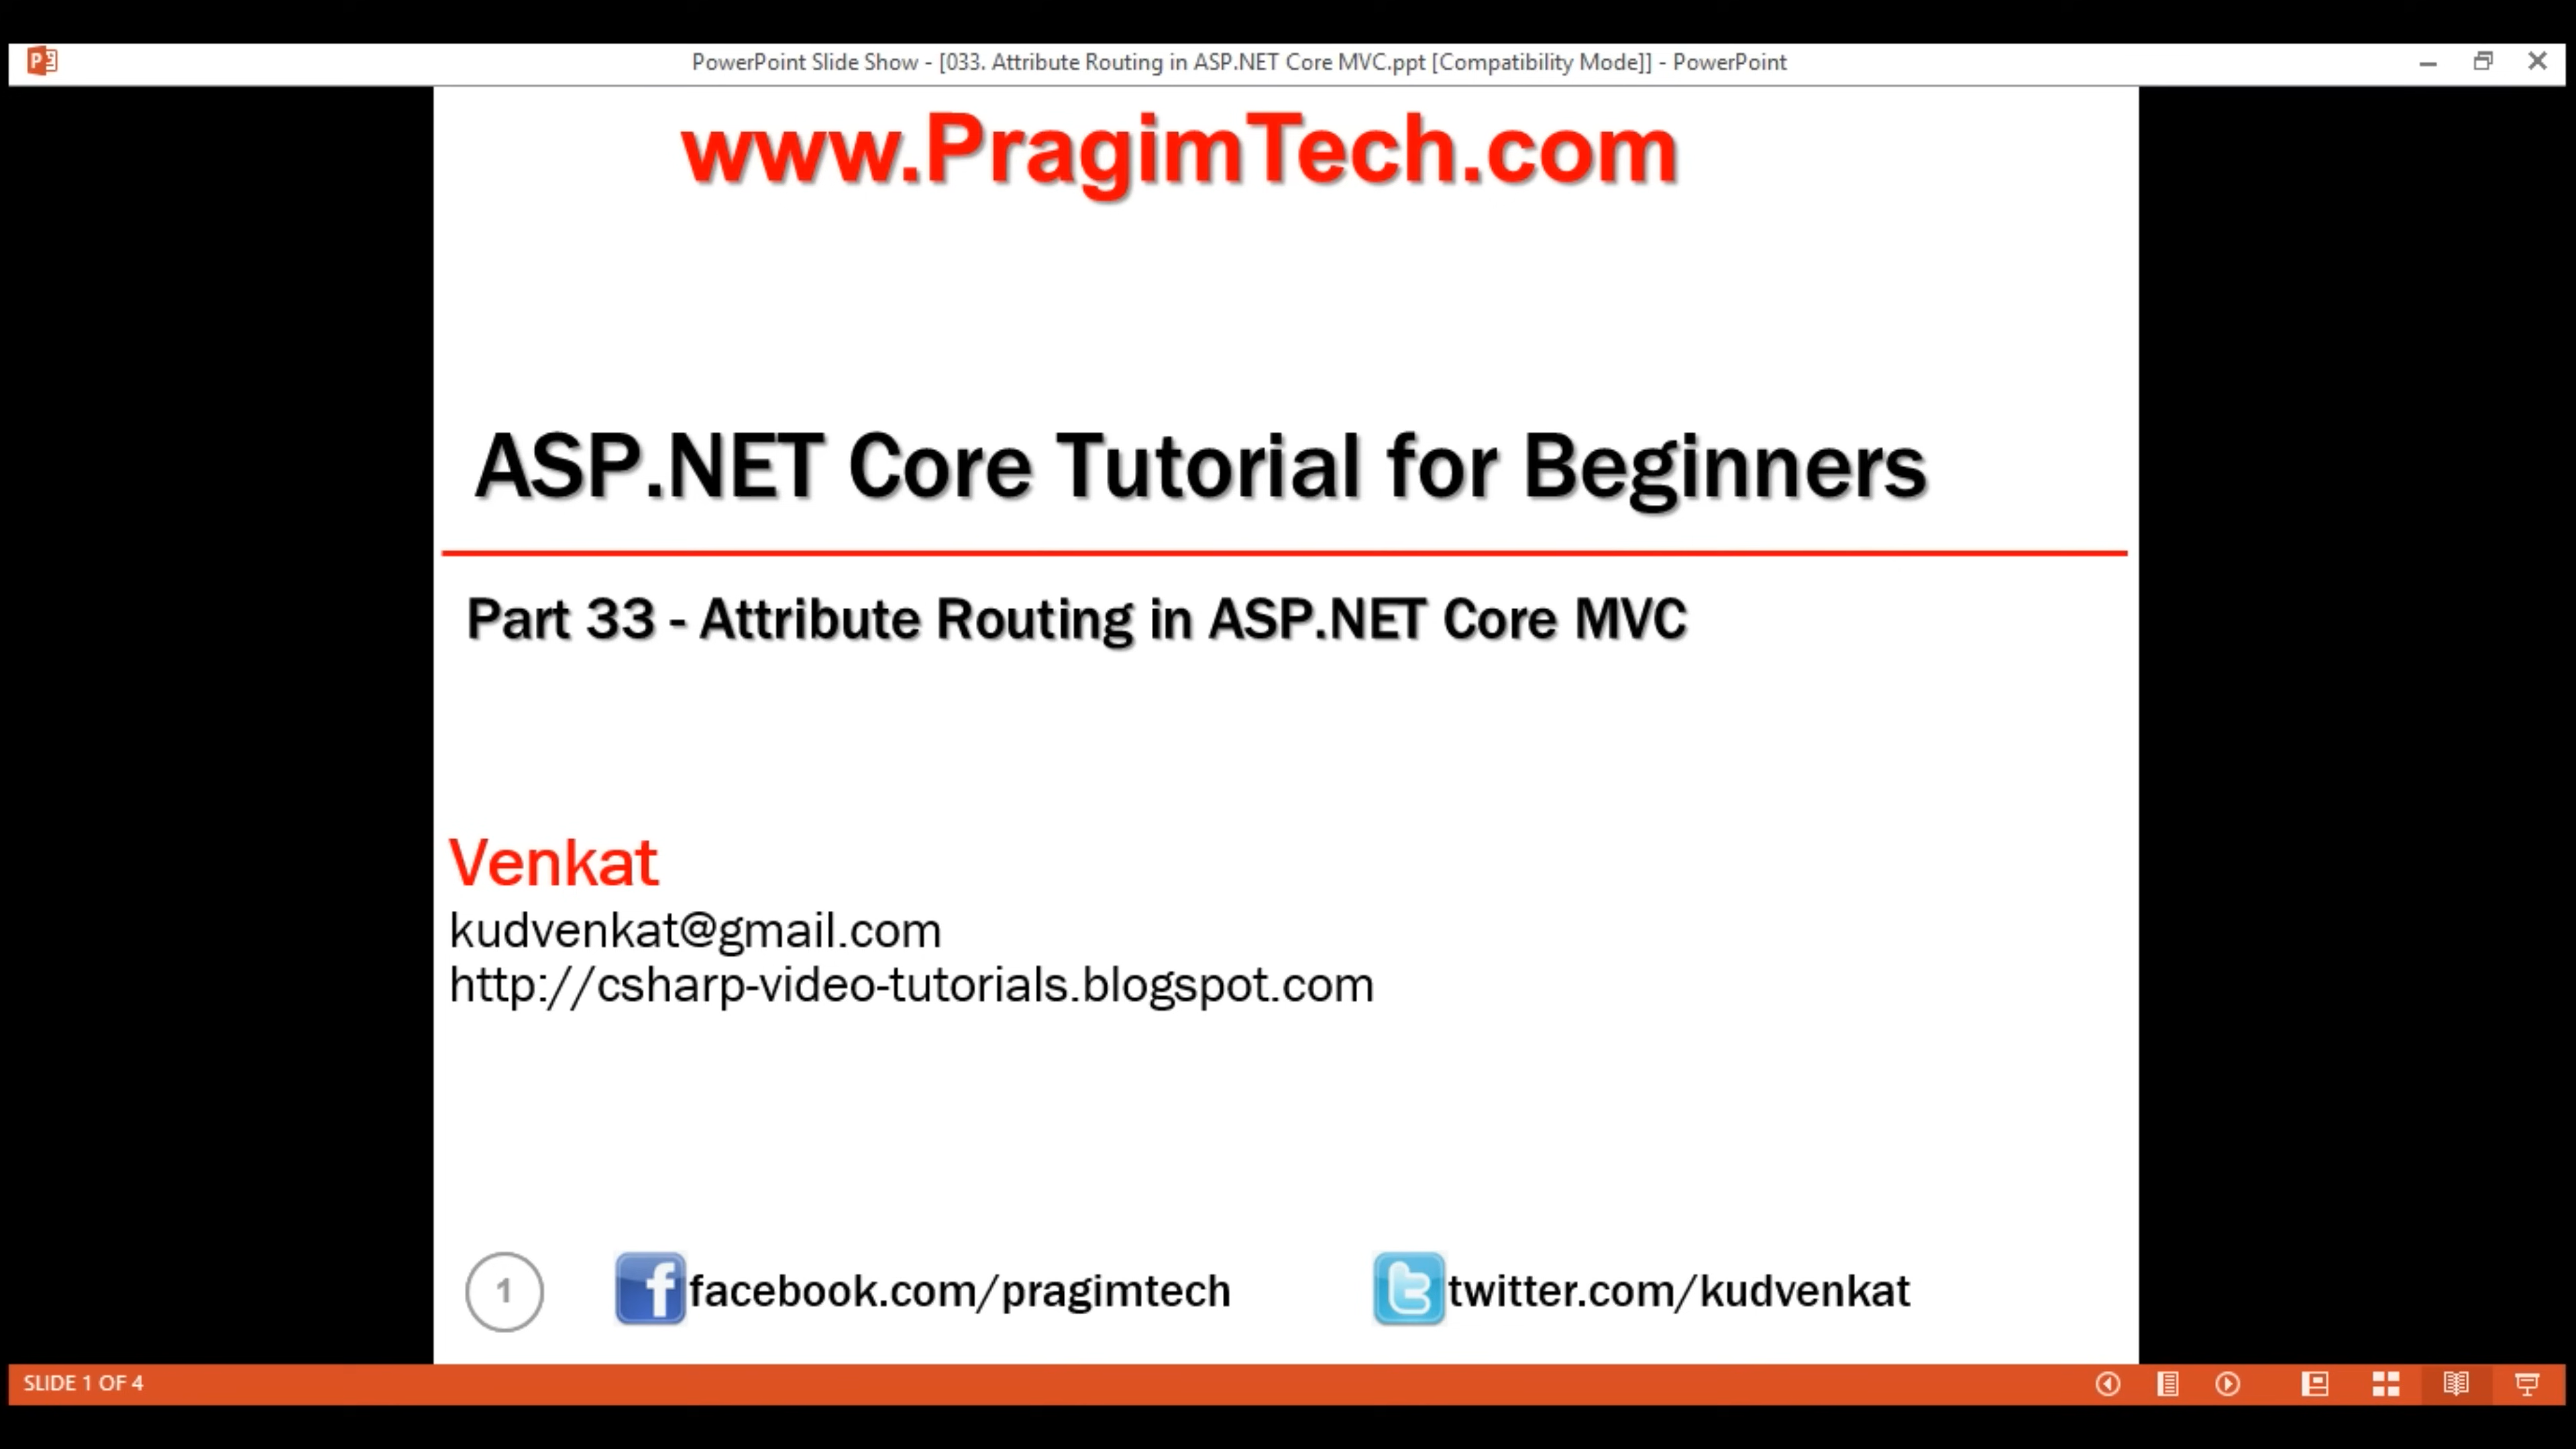 PowerPoint Slide Show - [033. Attribute Routing in ASP.NET Core MVC.ppt [Compatibility Mode]] - PowerPoint
www.PragimTech.com
ASP.NET Core Tutorial for Beginners
Part 33 - Attribute Routing in ASP.NET Core MVC
Venkat
kudvenkat@gmail.com
http://csharp-video-tutorials.blogspot.com
1
facebook.com/pragimtech
twitter.com/kudvenkat
SLIDE 1 OF 4